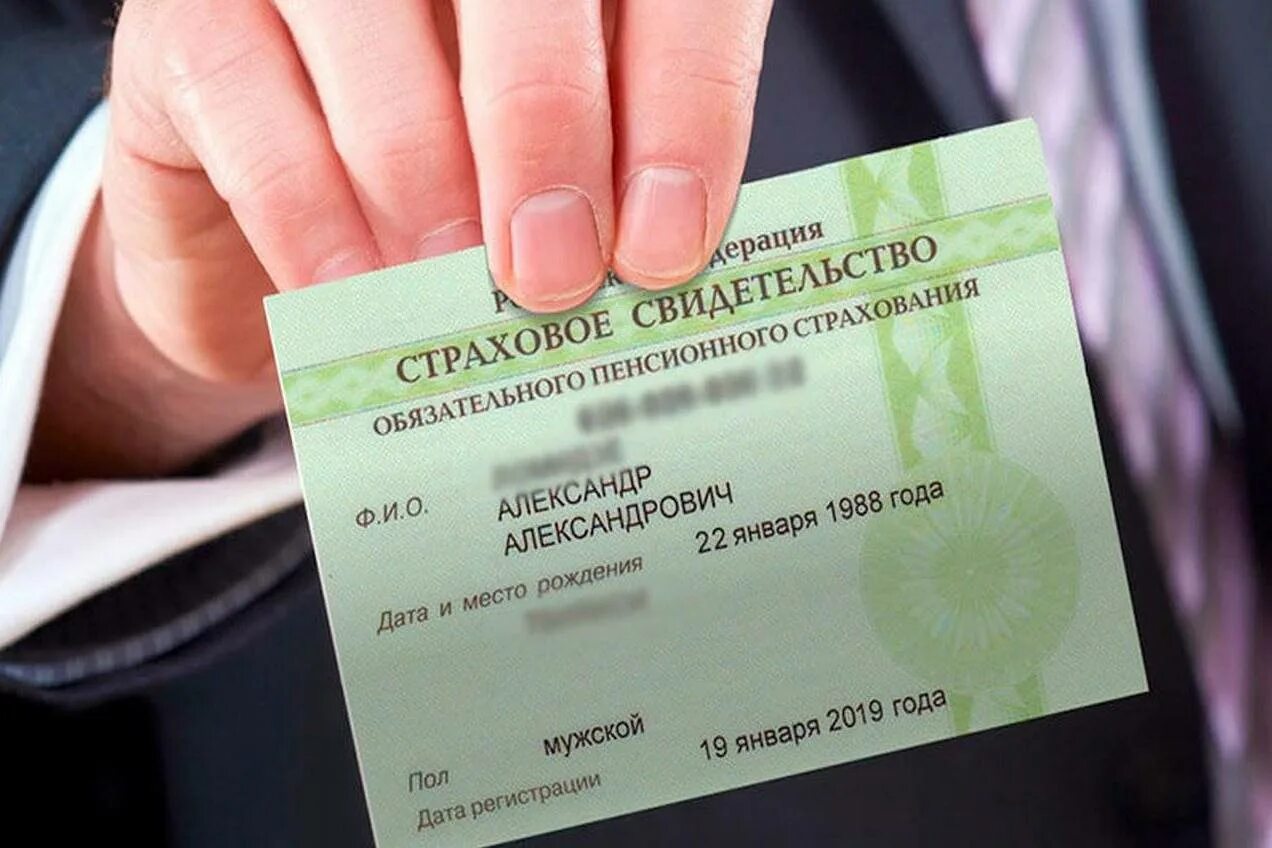 дерация
СТРАХОВОЕ СВИДЕТЕЛЬСТВО
ОБЯЗАТЕЛЬНОГО ПЕНСИОННОГО СТРАХОВАНИЯ
Ф.И.О.
АЛЕКСАНДР
АЛЕКСАНДРОВИЧ
Дата и место рождения 22 января 1988 года
Пол мужской
Дата регистрации 19 января 2019 года